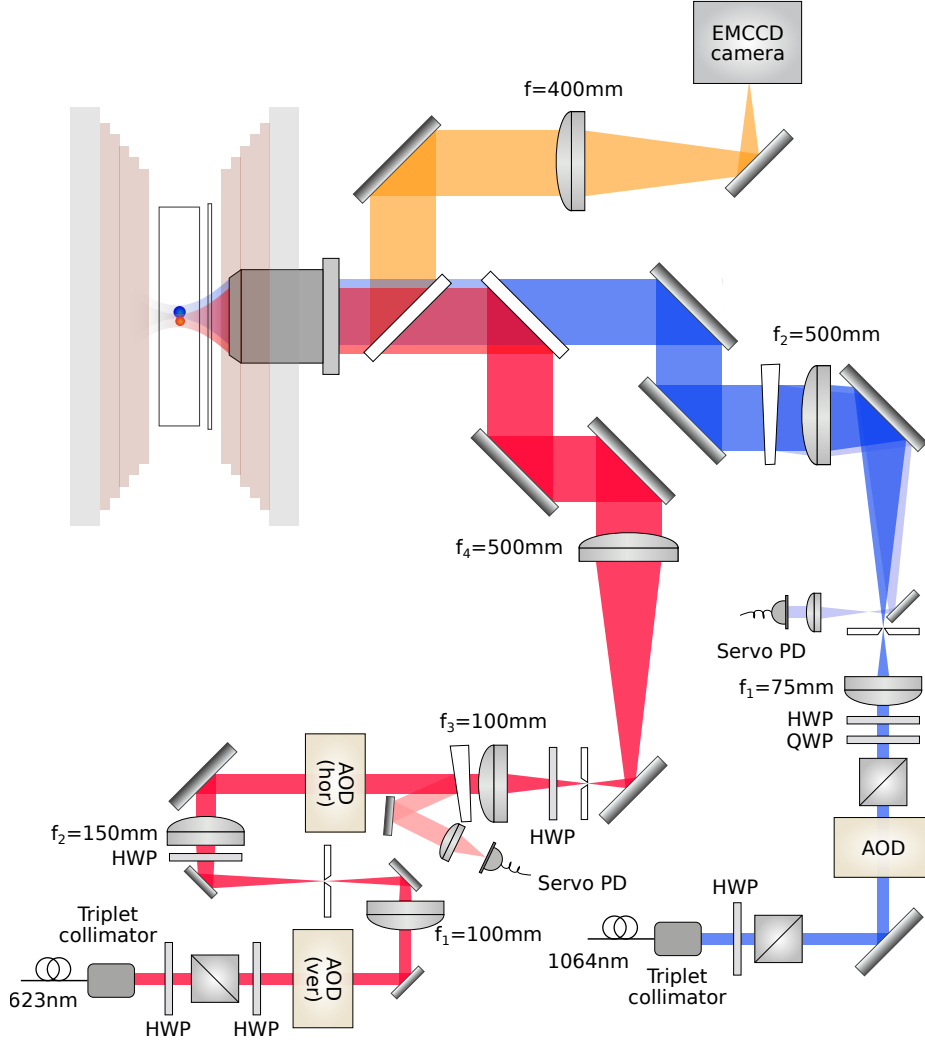 EMCCD
camera
f=400mm
f₂=500mm
f₄=500mm
Servo PD
f₁=75mm
HWP
QWP
f₃=100mm
AOD
(hor)
f₂=150mm
HWP
HWP
AOD
Servo PD
HWP
Triplet
collimator
f₁=100mm
AOD
(ver)
1064nm
Triplet
collimator
623nm
HWP
HWP